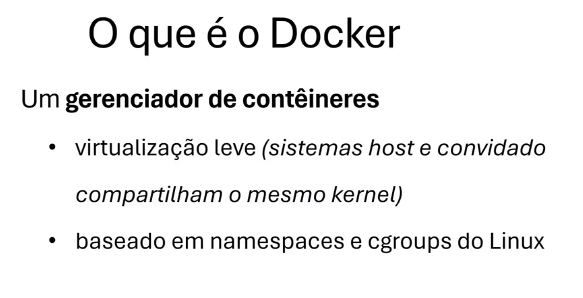 O que é o Docker
Um gerenciador de contêineres
• virtualização leve (sistemas host e convidado
compartilham o mesmo kernel)
• baseado em namespaces e cgroups do Linux